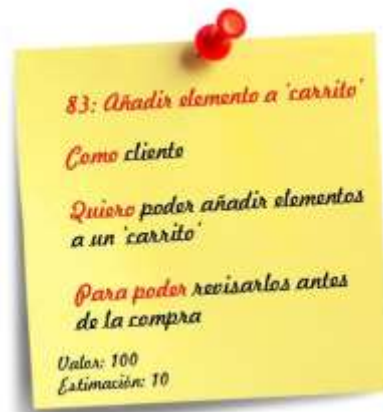 83: Añadir elemento a 'carrito'
Como cliente
Quiero poder añadir elementos
a un 'carrito'
Para poder revisarlos antes
de la compra
Valor: 100
Estimación: 10